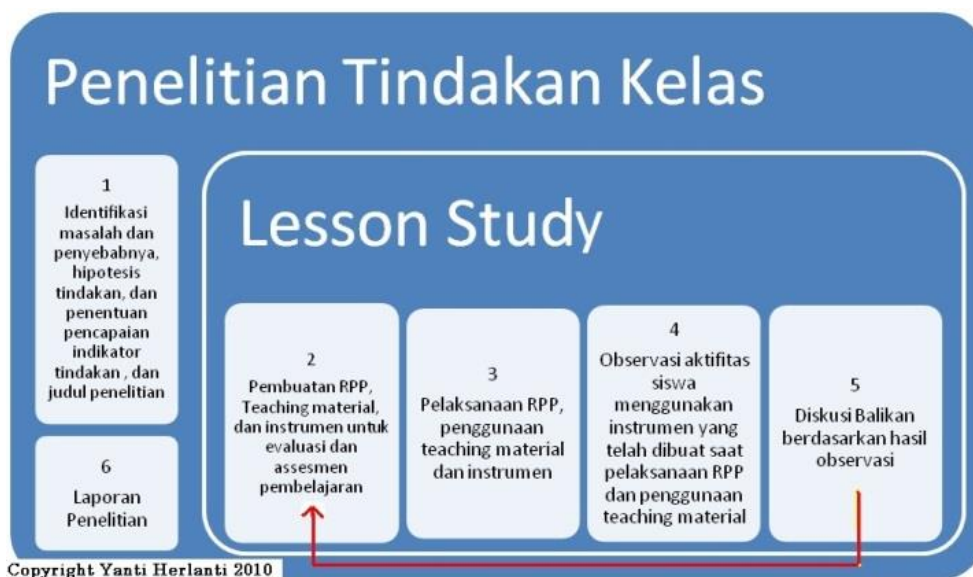 Penelitian Tindakan Kelas
1
Identifikasi
masalah dan
penyebabnya,
hipotesis
tindakan, dan
penentuan
pencapaian
indikator
tindakan , dan
judul penelitian
6
Laporan
Penelitian
Lesson Study
2
Pembuatan RPP,
Teaching material,
dan instrumen untuk
evaluasi dan
assesmen
pembelajaran
3
Pelaksanaan RPP,
penggunaan
teaching material
dan instrumen
4
Observasi aktifitas
siswa
menggunakan
instrumen yang
telah dibuat saat
pelaksanaan RPP
dan penggunaan
teaching material
5
Diskusi Balikan
berdasarkan hasil
observasi
Copyright Yanti Herlanti 2010